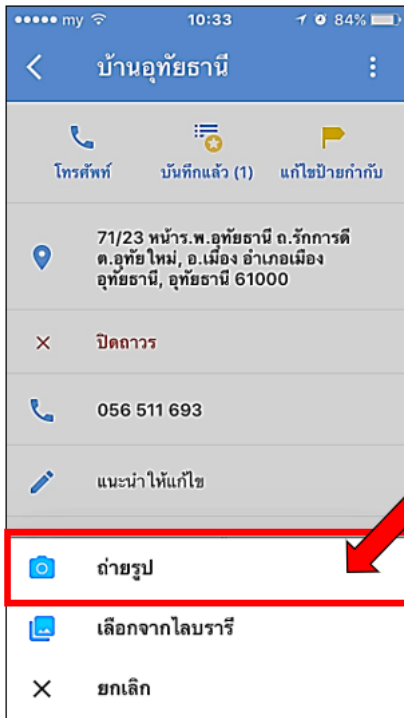 my 10:33 84%
บ้านอุทัยธานี
โทรศัพท์ บันทึกแล้ว (1) แก้ไขป้ายกำกับ
71/23 หน้าร.พ.อุทัยธานี ถ.รักการดี
ต.อุทัยใหม่, อ.เมือง อำเภอเมือง
อุทัยธานี, อุทัยธานี 61000
ปิดถาวร
056 511 693
แนะนำให้แก้ไข
ถ่ายรูป
เลือกจากไลบรารี
ยกเลิก